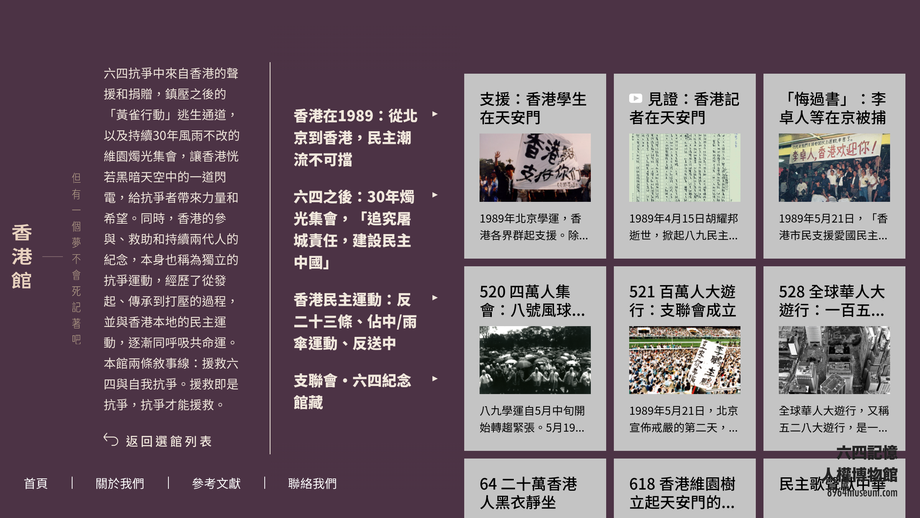 香港館
但有一個夢不會死記著吧
六四抗爭中來自香港的聲
援和捐贈，鎮壓之後的
「黃雀行動」逃生通道，
以及持續30年風雨不改的
維園燭光集會，讓香港恍
若黑暗天空中的一道閃
電，給抗爭者帶來力量和
希望。同時，香港的參
與、救助和持續兩代人的
紀念，本身也稱為獨立的
抗爭運動，經歷了從發
起、傳承到打壓的過程，
並與香港本地的民主運
動，逐漸同呼吸共命運。
本館兩條敘事線：援救六
四與自我抗爭。援救即是
抗爭，抗爭才能援救。
返回選館列表
香港在1989：從北
京到香港，民主潮
流不可擋
六四之後：30年燭
光集會，「追究屠
城責任，建設民主
中國」
香港民主運動：反
二十三條、佔中/雨
傘運動、反送中
支聯會・六四紀念
館藏
支援：香港學生
在天安門
香港
支持你们
1989年北京學運，香
港各界群起支援。除...
見證：香港記
者在天安門
1989年4月15日胡耀邦
逝世，掀起八九民主...
「悔過書」：李
卓人等在京被捕
李卓人,香港欢迎你!
1989年5月21日，「香
港市民支援愛國民主...
520 四萬人集
會：八號風球...
八九學運自5月中旬開
始轉趨緊張。5月19...
521 百萬人大遊
行：支聯會成立
1989年5月21日，北京
宣佈戒嚴的第二天，...
528 全球華人大
遊行：一百五...
全球華人大遊行，又稱
五二八大遊行，是一...
64 二十萬香港
人黑衣靜坐
618 香港維園樹
立起天安門的...
民主歌聲獻中華
六四記憶
人權博物館
8964museum.com
首頁
關於我們
參考文獻
聯絡我們